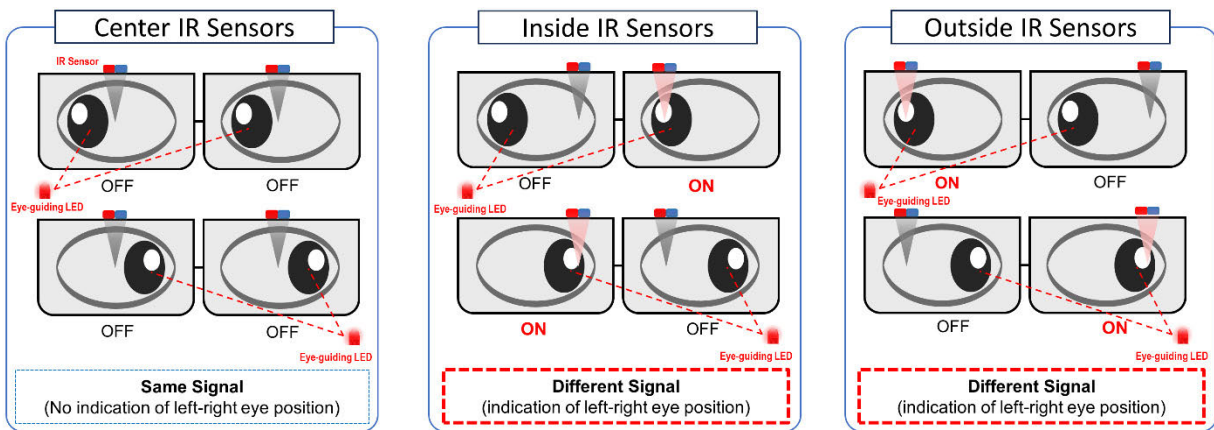 Center IR Sensors
IR Sensor
OFF
OFF
Eye-guiding LED
OFF
OFF
Eye-guiding LED
Same Signal
(No indication of left-right eye position)
Inside IR Sensors
OFF
ON
Eye-guiding LED
ON
OFF
Eye-guiding LED
Different Signal
(indication of left-right eye position)
Outside IR Sensors
ON
OFF
Eye-guiding LED
OFF
ON
Eye-guiding LED
Different Signal
(indication of left-right eye position)